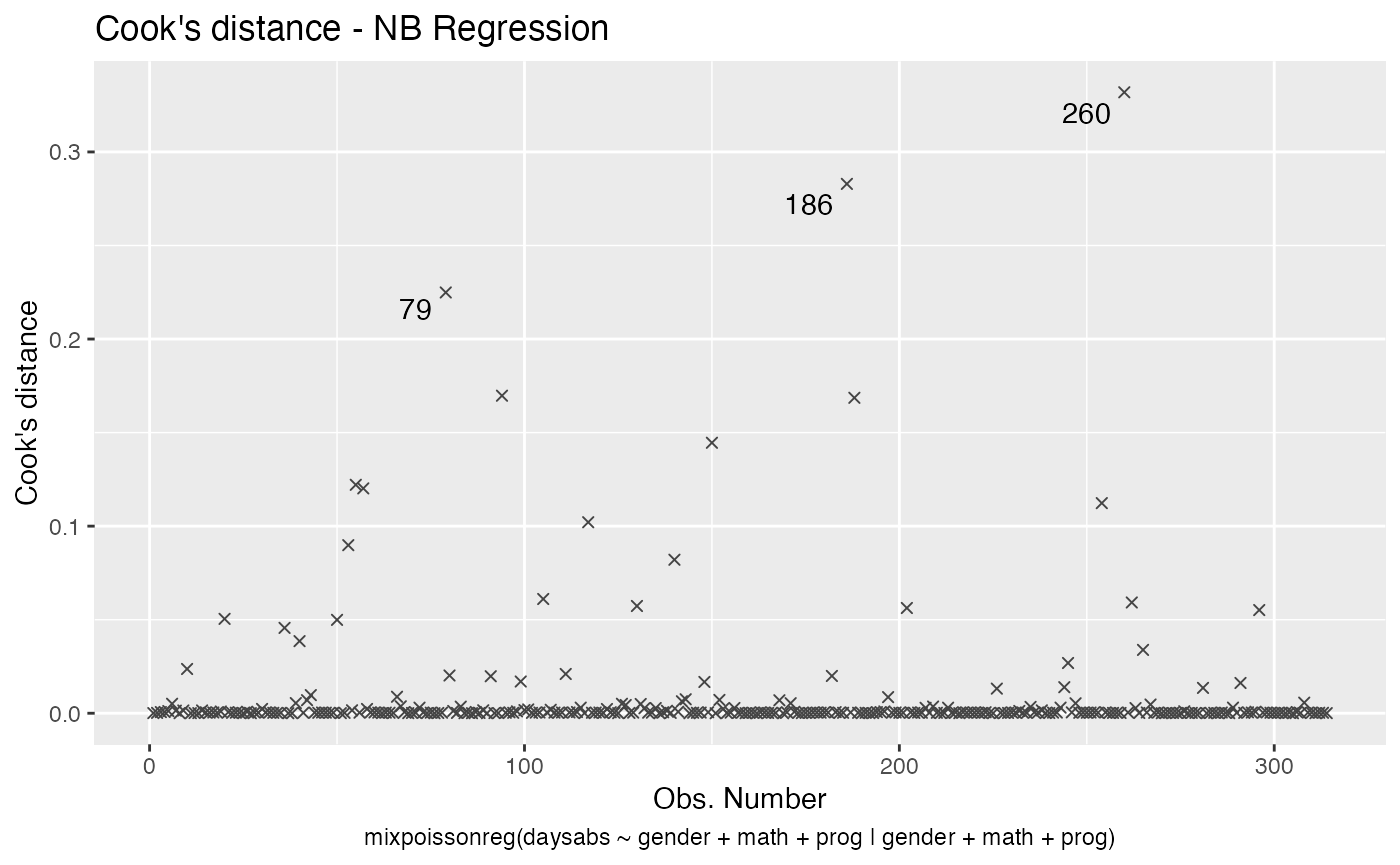 Cook's distance - NB Regression
260
0.3
186
79
0.2
Cook's distance
0.1
0.0
0 100 200 300
Obs. Number
mixpoissonreg(daysabs ~ gender + math + prog | gender + math + prog)